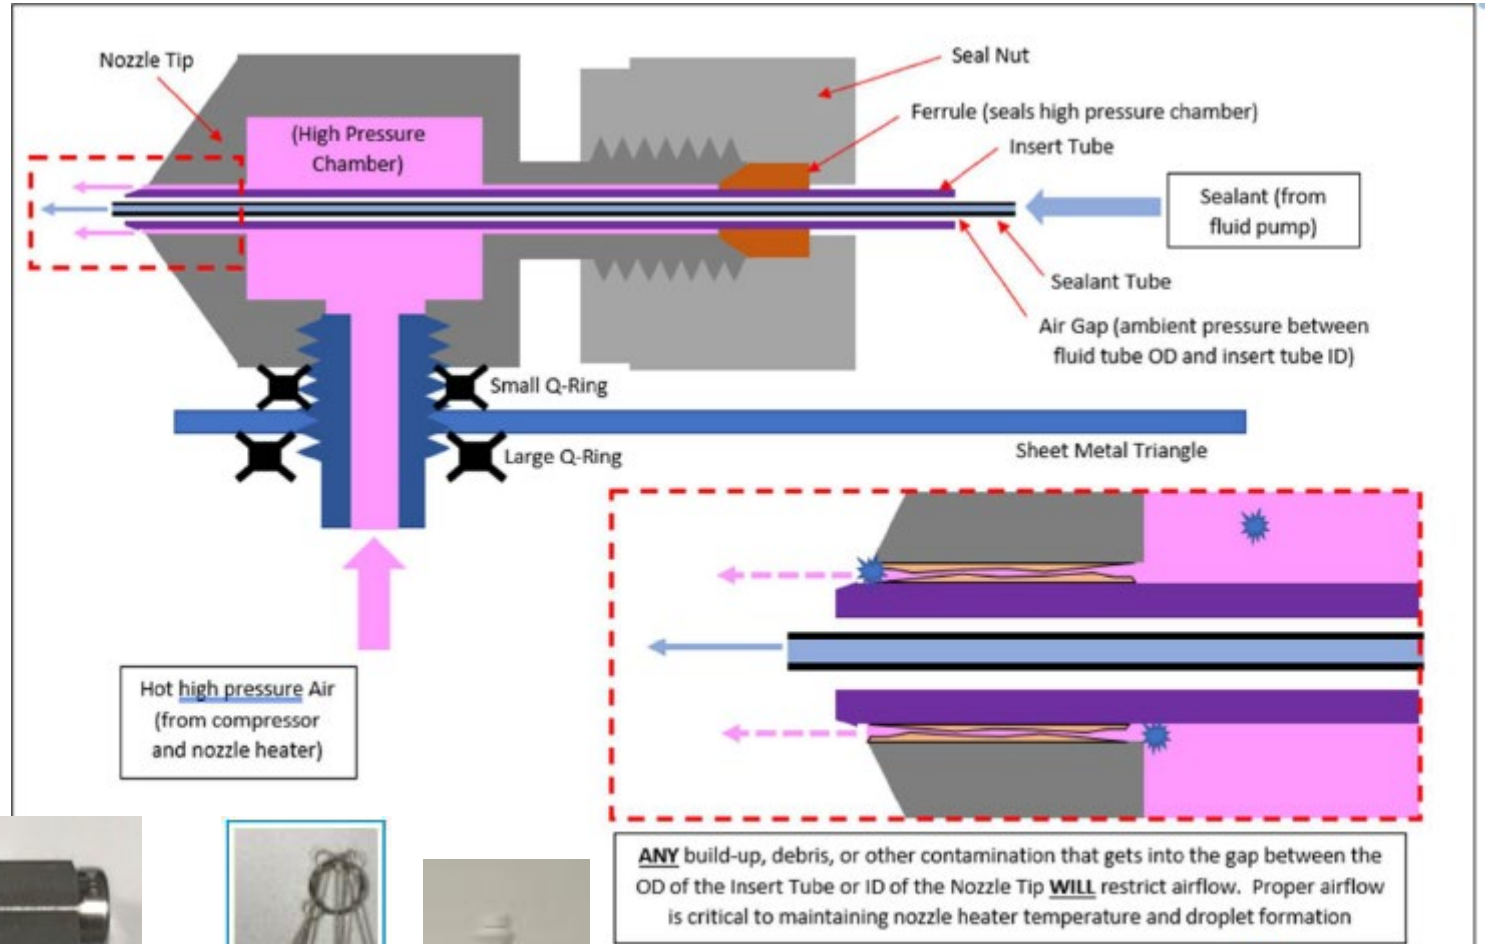 Nozzle Tip
Seal Nut
Ferrule (seals high pressure chamber)
(High Pressure
Chamber)
Insert Tube
Sealant (from
fluid pump)
Sealant Tube
Air Gap (ambient pressure between
fluid tube OD and insert tube ID)
Small Q-Ring
Large Q-Ring
Sheet Metal Triangle
Hot high pressure Air
(from compressor
and nozzle heater)
ANY build-up, debris, or other contamination that gets into the gap between the
OD of the Insert Tube or ID of the Nozzle Tip WILL restrict airflow. Proper airflow
is critical to maintaining nozzle heater temperature and droplet formation